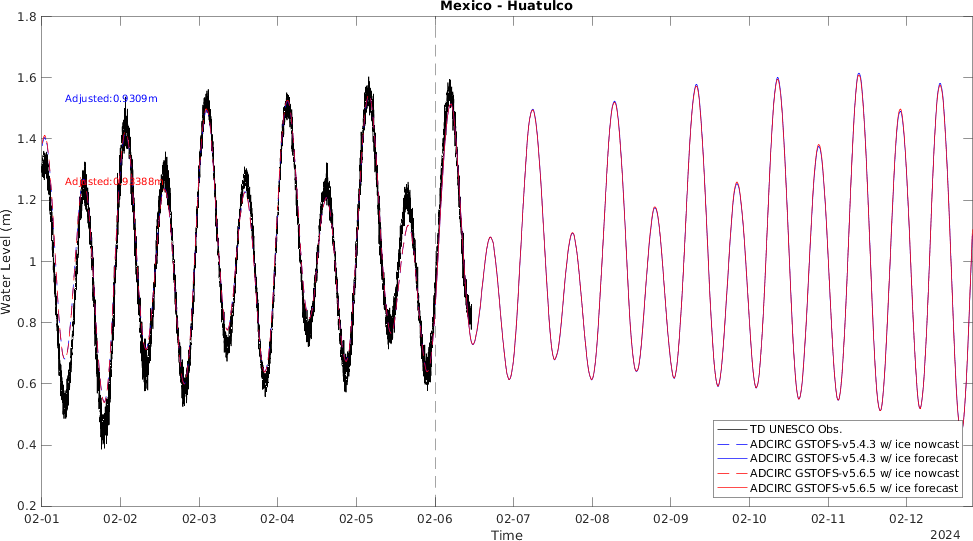 Mexico - Huatulco
Water Level (m)
1.8
1.6
1.4
1.2
1
0.8
0.6
0.4
0.2
Adjusted:0.9309m
Adjusted:0.93388m
TD UNESCO Obs.
ADCIRC GSTOFS-v5.4.3 w/ ice nowcast
ADCIRC GSTOFS-v5.4.3 w/ ice forecast
ADCIRC GSTOFS-v5.6.5 w/ ice nowcast
ADCIRC GSTOFS-v5.6.5 w/ ice forecast
02-01 02-02 02-03 02-04 02-05 02-06 02-07 02-08 02-09 02-10 02-11 02-12
Time
2024